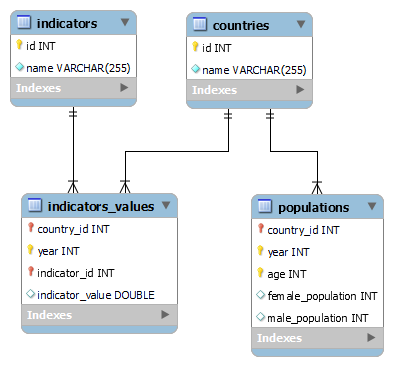 indicators
id INT
name VARCHAR(255)
Indexes
countries
id INT
name VARCHAR(255)
Indexes
indicators_values
country_id INT
year INT
indicator_id INT
indicator_value DOUBLE
Indexes
populations
country_id INT
year INT
age INT
female_population INT
male_population INT
Indexes